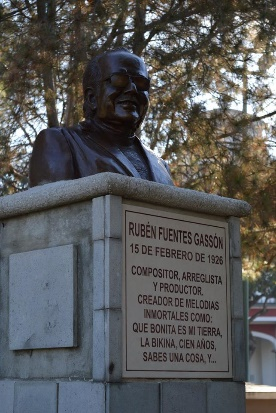 RUBÉN FUENTES GASSÓN
15 DE FEBRERO DE 1926
COMPOSITOR, ARREGLISTA
Y PRODUCTOR,
CREADOR DE MELODIAS
INMORTALES COMO:
QUE BONITA ES MI TIERRA,
LA BIKINA, CIEN AÑOS,
SABES UNA COSA, Y...